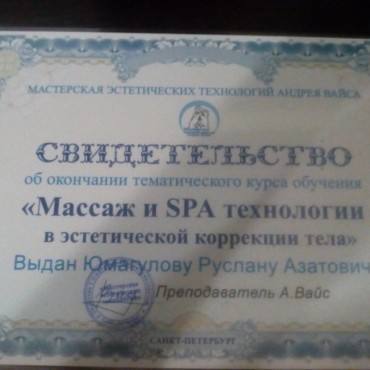 МАСТЕРСКАЯ ЭСТЕТИЧЕСКИХ ТЕХНОЛОГИЙ АНДРЕЯ ВАЙСА
СВИДЕТЕЛЬСТВО
об окончании тематического курса обучения
«Массаж и SPA технологии
в эстетической коррекции тела»
Выдан Юмагулову Руслану Азатович
Преподаватель А.Вайс
САНКТ-ПЕТЕРБУРГ